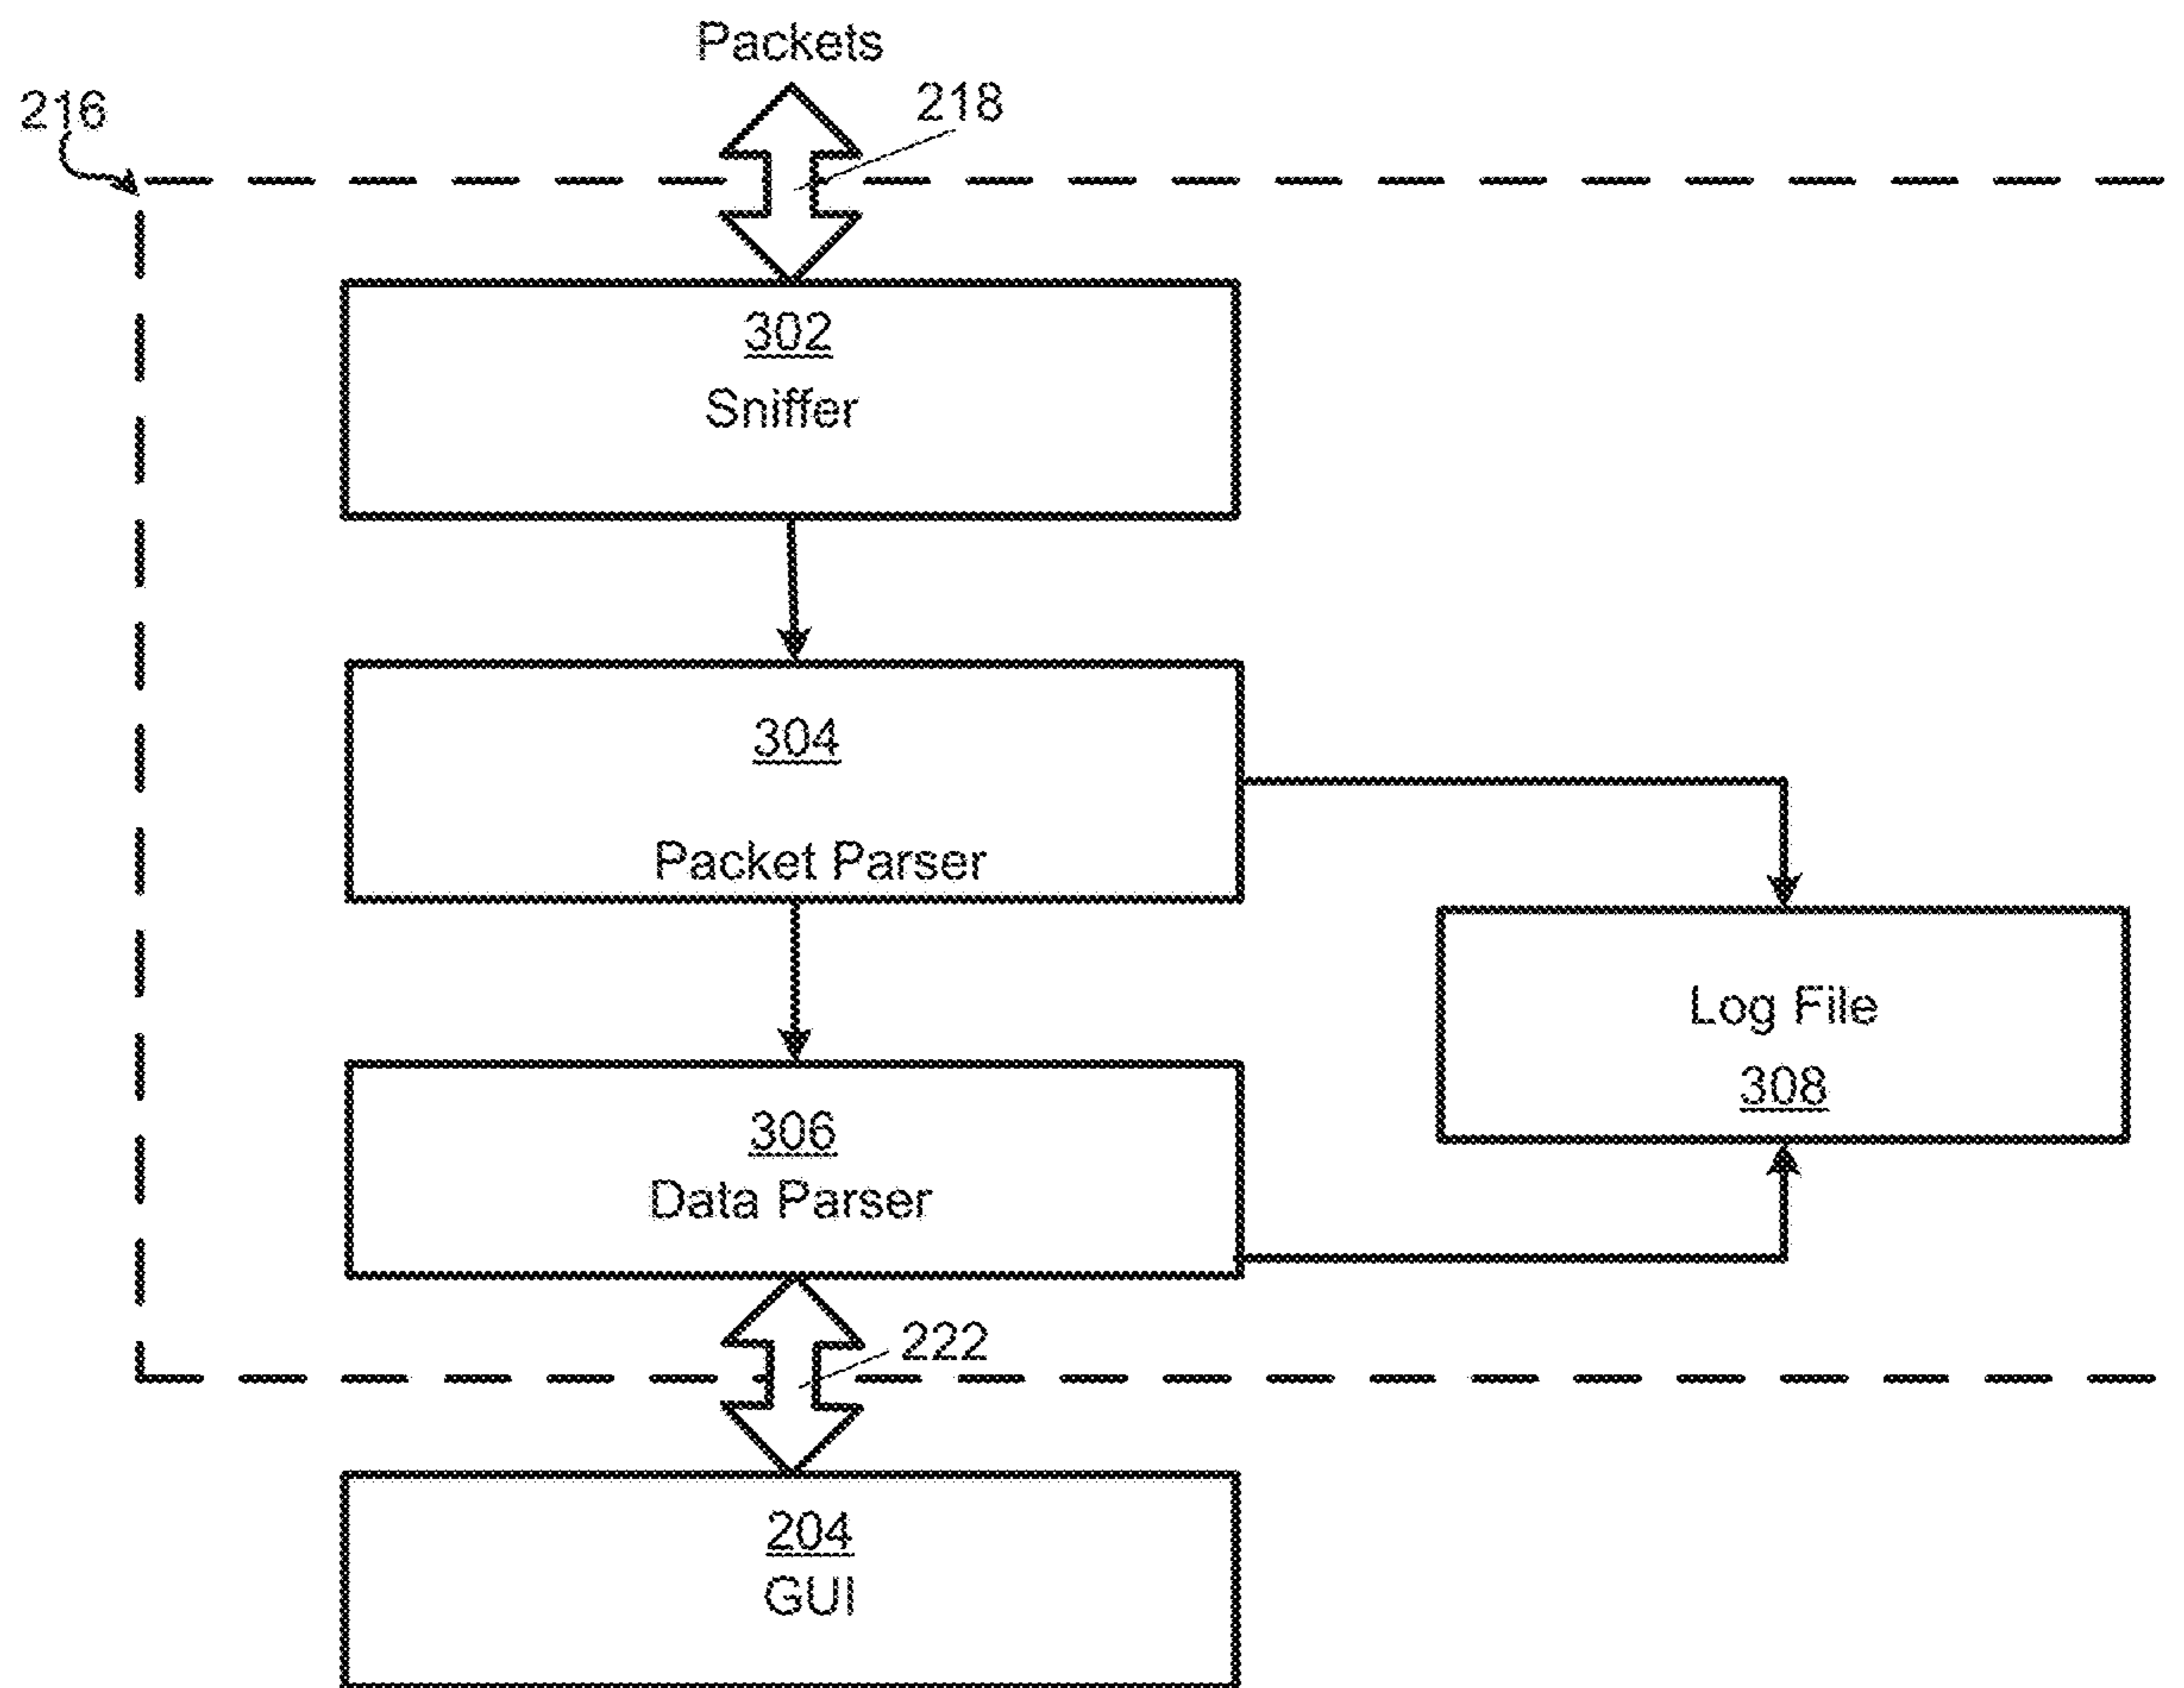 Packets
216
218
302
Sniffer
304
Packet Parser
Log File
308
306
Data Parser
222
204
GUI